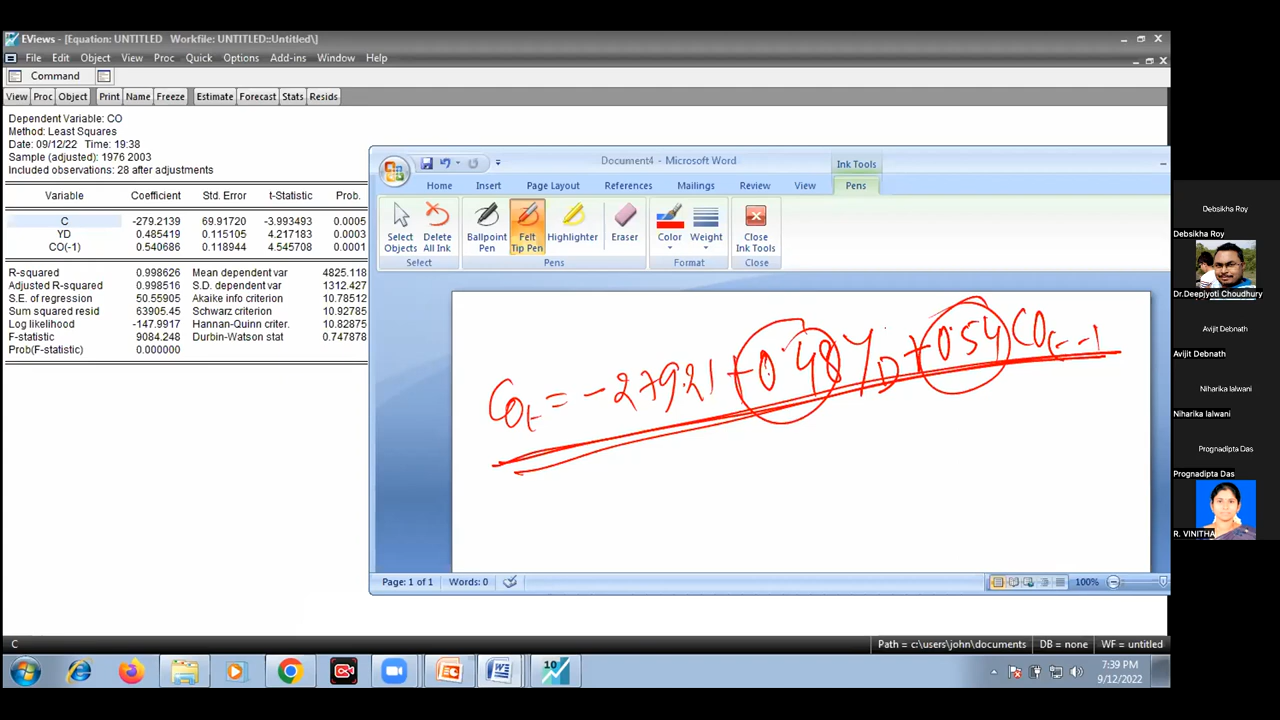 EViews - [Equation: UNTITLED Workfile: UNTITLED::Untitled\]
File Edit Object View Proc Quick Options Add-ins Window Help
Command
View Proc Object Print Name Freeze Estimate Forecast Stats Resids
Dependent Variable: CO
Method: Least Squares
Date: 09/12/22 Time: 19:38
Sample (adjusted): 1976 2003
Included observations: 28 after adjustments
Variable Coefficient Std. Error t-Statistic Prob.
C -279.2139 69.91720 -3.993493 0.0005
YD 0.485419 0.115105 4.217183 0.0003
CO(-1) 0.540686 0.118944 4.545708 0.0001
R-squared 0.998626 Mean dependent var 4825.118
Adjusted R-squared 0.998516 S.D. dependent var 1312.427
S.E. of regression 50.55905 Akaike info criterion 10.78512
Sum squared resid 63905.45 Schwarz criterion 10.92785
Log likelihood -147.9917 Hannan-Quinn criter. 10.82875
F-statistic 9084.248 Durbin-Watson stat 0.747878
Prob(F-statistic) 0.000000
Document4 - Microsoft Word
Ink Tools
Home Insert Page Layout References Mailings Review View Pens
Select Objects
Delete All Ink
Ballpoint Pen
Felt Tip Pen
Highlighter
Eraser
Color
Weight
Close Ink Tools
Select Pens Format Close
COt = -279.21 + 0.48 YD + 0.54 COt-1
Page: 1 of 1 Words: 0 100%
Debsikha Roy
Debsikha Roy
Dr.Deepjyoti Choudhury
Avijit Debnath
Avijit Debnath
Niharika lalwani
Niharika lalwani
Prognadipta Das
Prognadipta Das
R. VINITHA
C Path = c:\users\john\documents DB = none WF = untitled
10
7:39 PM
9/12/2022